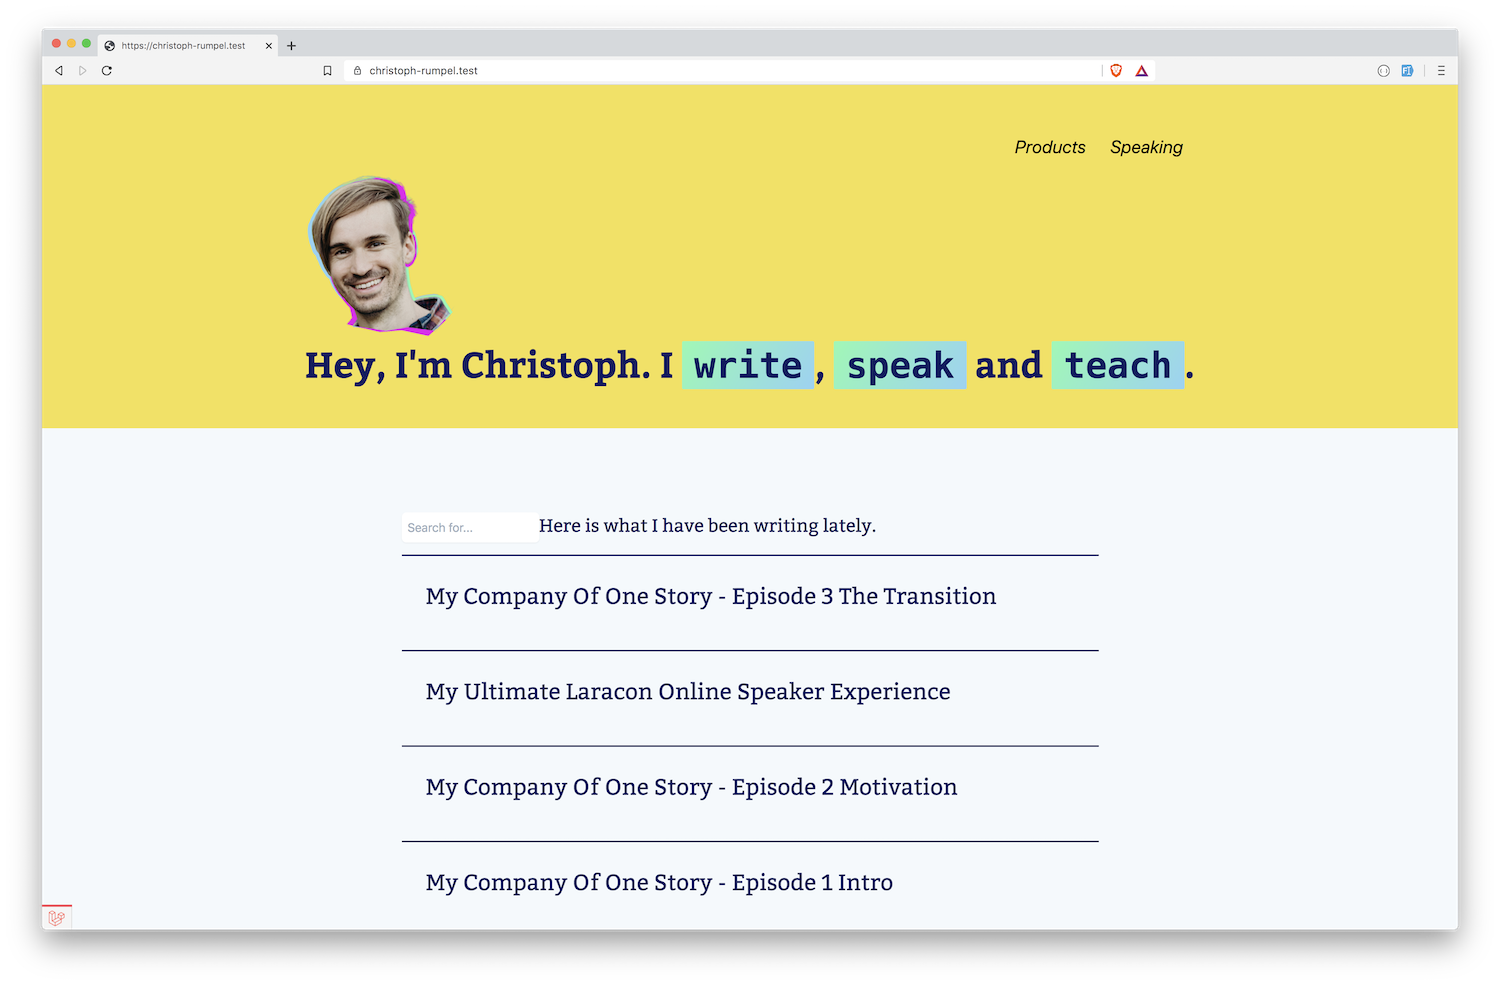 https://christoph-rumpel.test
christoph-rumpel.test
Products Speaking
Hey, I'm Christoph. I write, speak and teach.
Search for... Here is what I have been writing lately.
My Company Of One Story - Episode 3 The Transition
My Ultimate Laracon Online Speaker Experience
My Company Of One Story - Episode 2 Motivation
My Company Of One Story - Episode 1 Intro